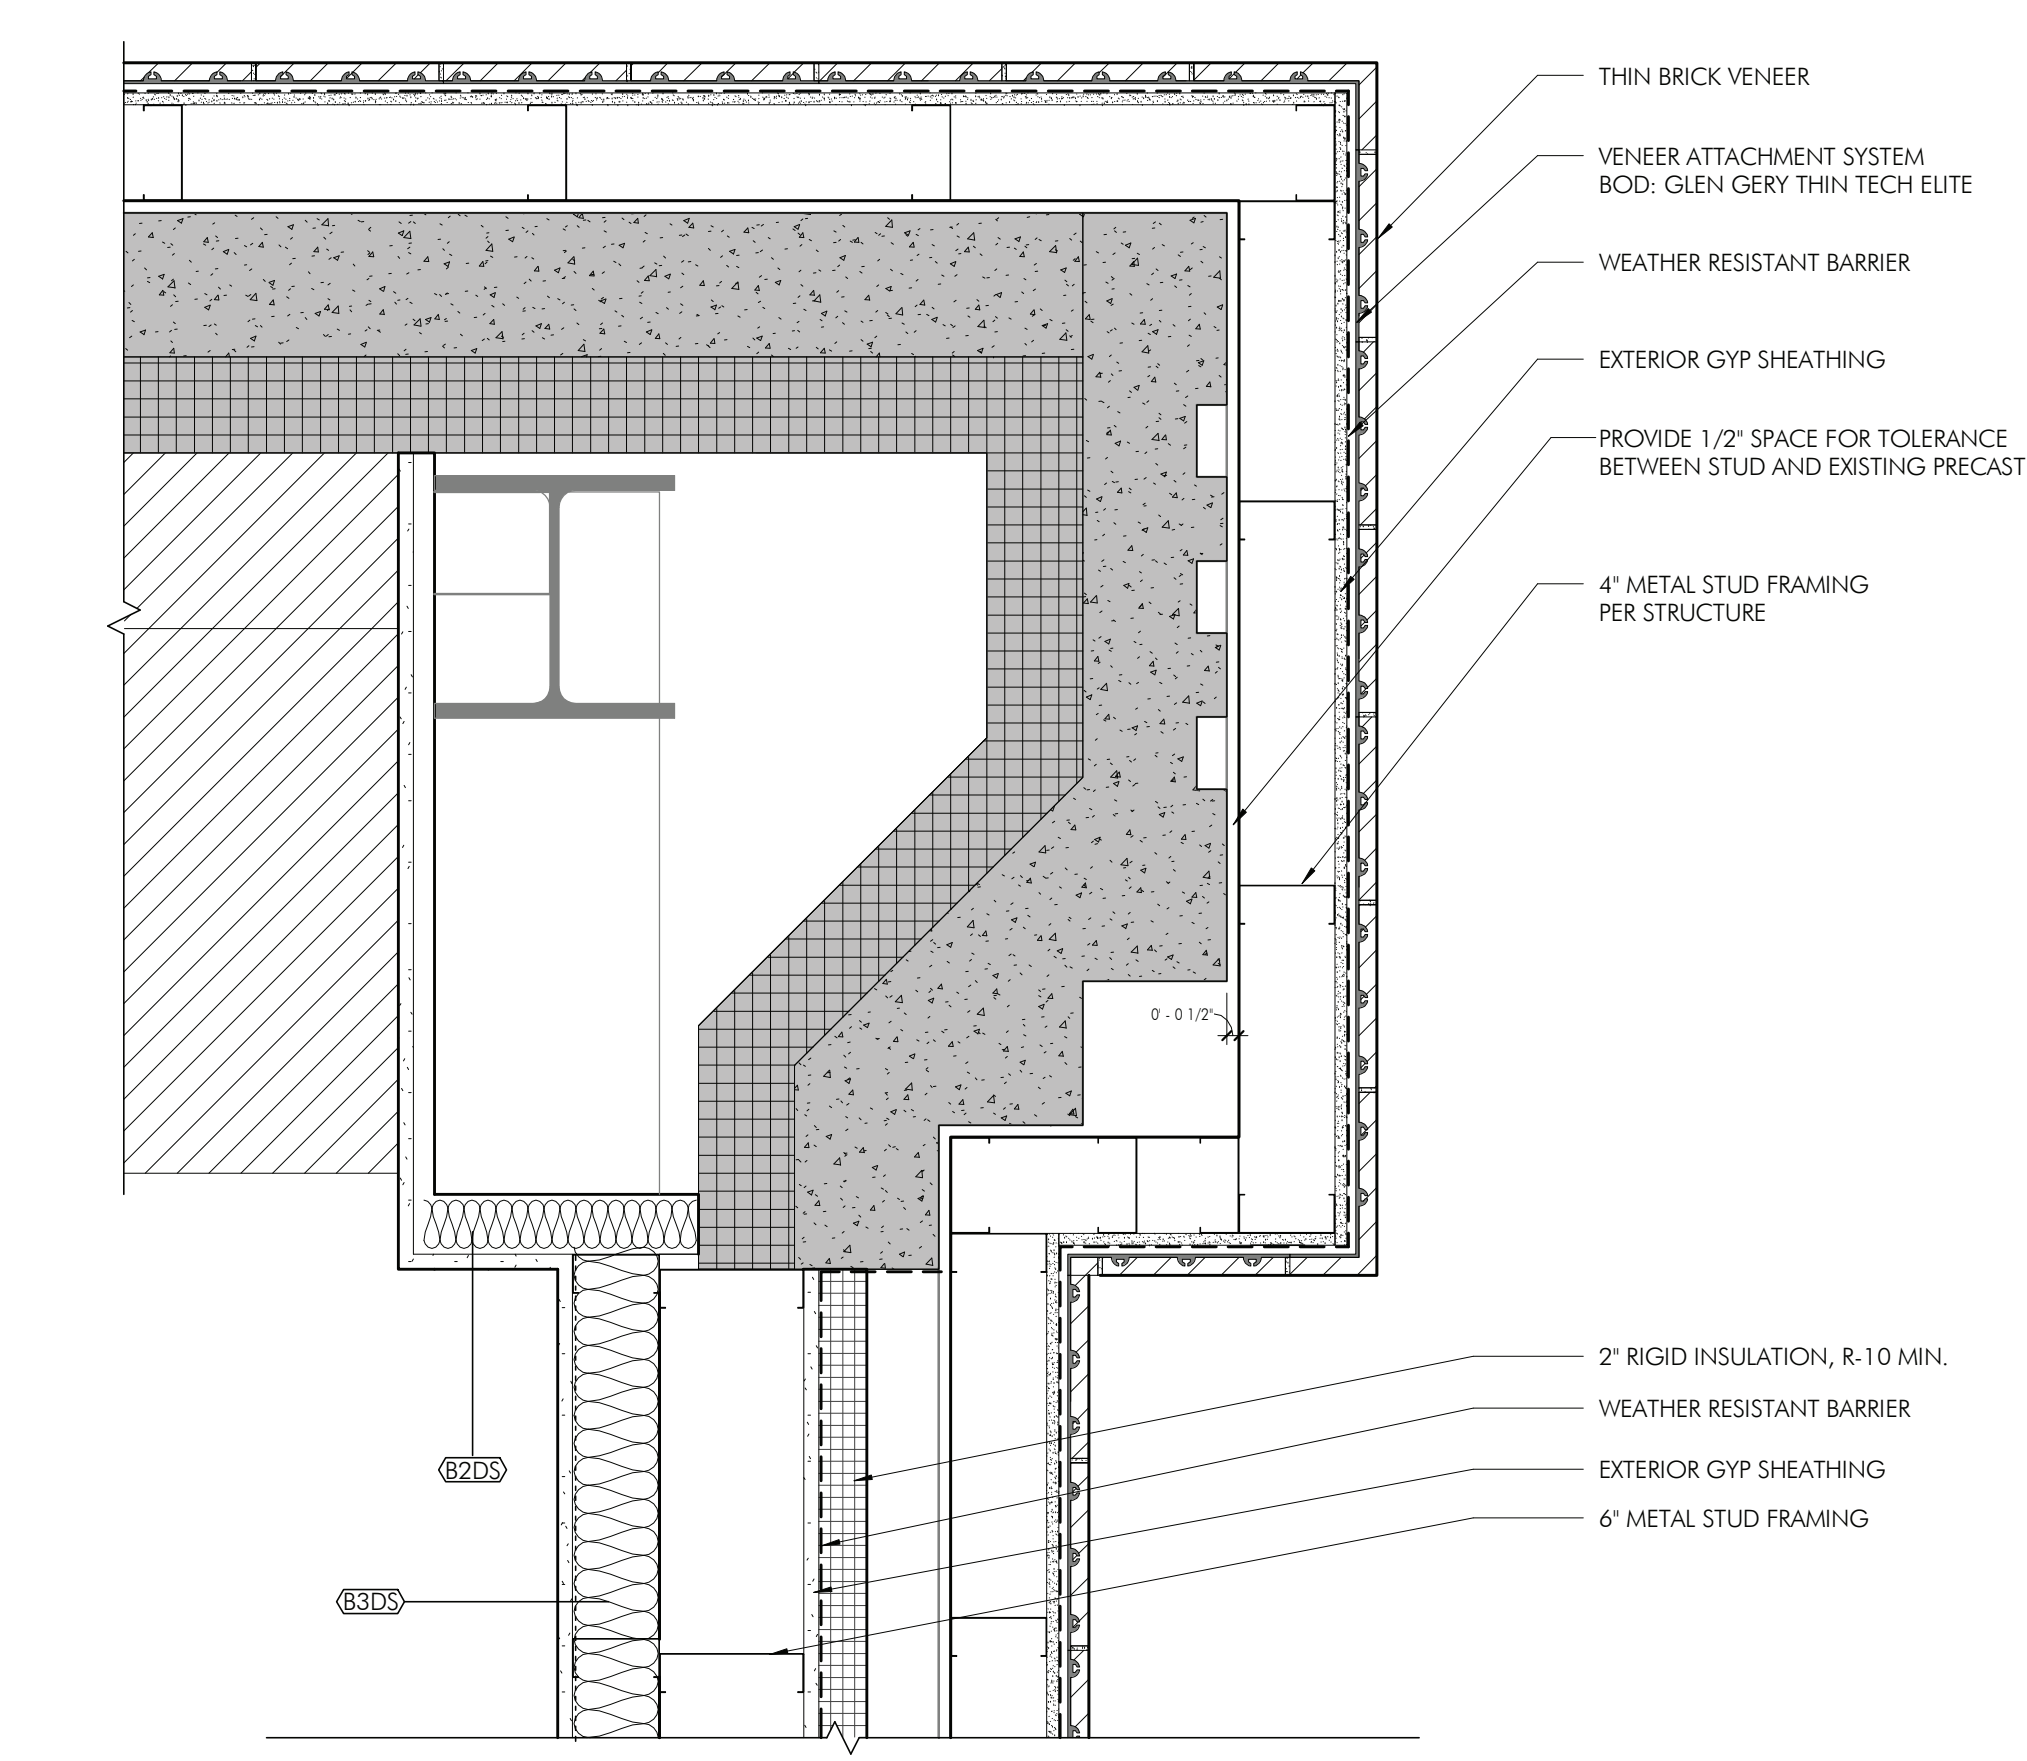 THIN BRICK VENEER
VENEER ATTACHMENT SYSTEM
BOD: GLEN GERY THIN TECH ELITE
WEATHER RESISTANT BARRIER
EXTERIOR GYP SHEATHING
PROVIDE 1/2" SPACE FOR TOLERANCE
BETWEEN STUD AND EXISTING PRECAST
4" METAL STUD FRAMING
PER STRUCTURE
0' - 0 1/2"
2" RIGID INSULATION, R-10 MIN.
WEATHER RESISTANT BARRIER
B2DS
EXTERIOR GYP SHEATHING
6" METAL STUD FRAMING
B3DS